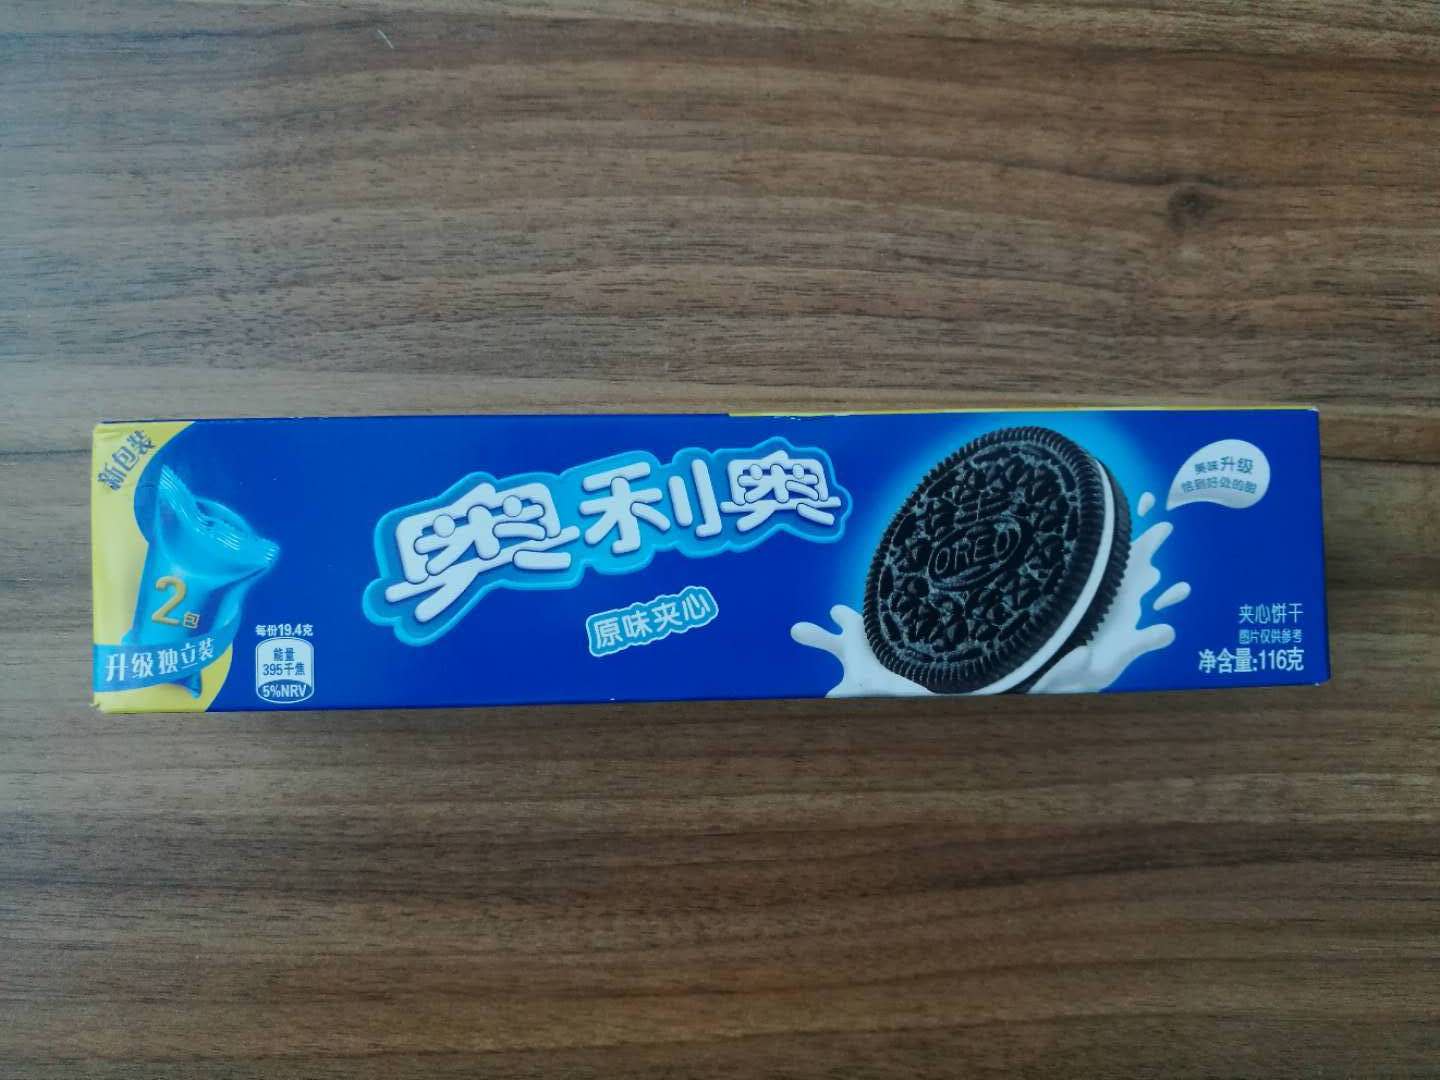 新包装
2包
升级独立装
每份19.4克
能量
395千焦
5%NRV
奥利奥
原味夹心
OREO
美味升级
恰到好处的甜
夹心饼干
图片仅供参考
净含量:116克